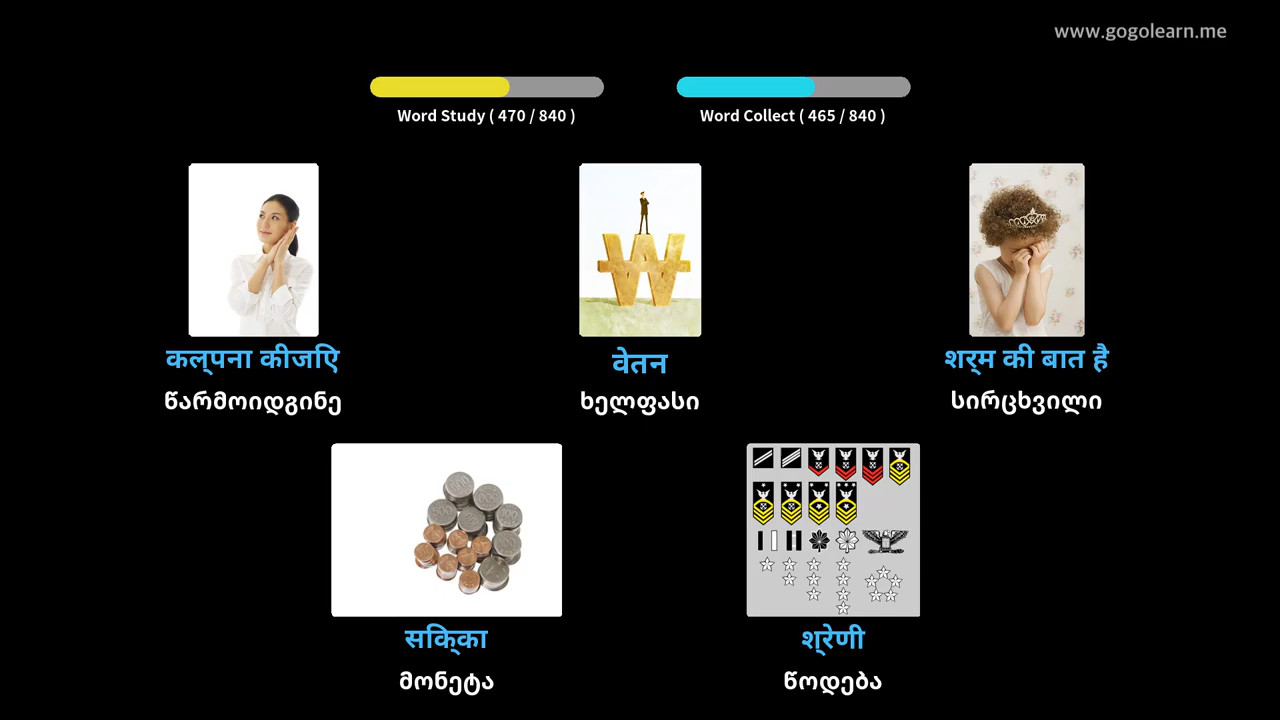 www.gogolearn.me
Word Study ( 470 / 840 )
Word Collect ( 465 / 840 )
कल्पना कीजिए
वेतन
शर्म की बात है
წარმოიდგინე
ხელფასი
სირცხვილი
सिक्का
श्रेणी
მონეტა
წოდება